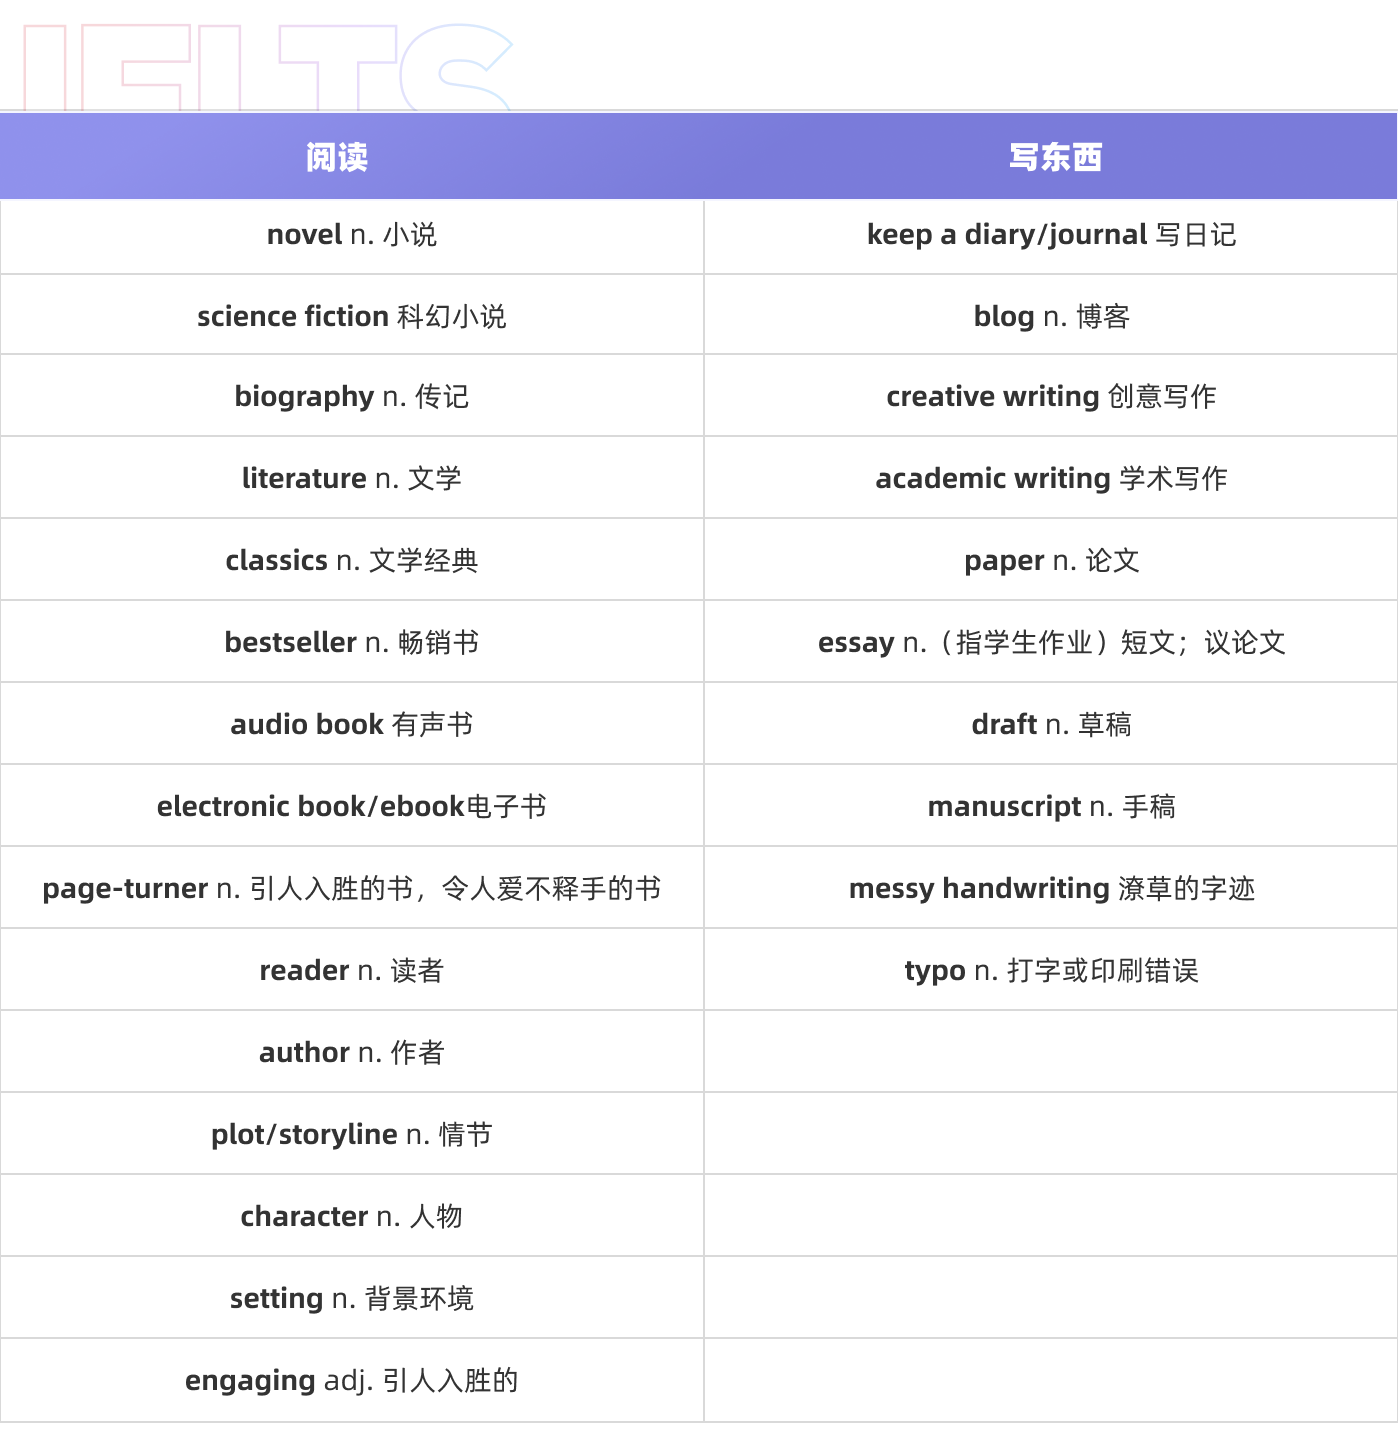 IELTS
阅读 写东西
novel n. 小说 keep a diary/journal 写日记
science fiction 科幻小说 blog n. 博客
biography n. 传记 creative writing 创意写作
literature n. 文学 academic writing 学术写作
classics n. 文学经典 paper n. 论文
bestseller n. 畅销书 essay n.（指学生作业）短文；议论文
audio book 有声书 draft n. 草稿
electronic book/ebook电子书 manuscript n. 手稿
page-turner n. 引人入胜的书，令人爱不释手的书 messy handwriting 潦草的字迹
reader n. 读者 typo n. 打字或印刷错误
author n. 作者
plot/storyline n. 情节
character n. 人物
setting n. 背景环境
engaging adj. 引人入胜的